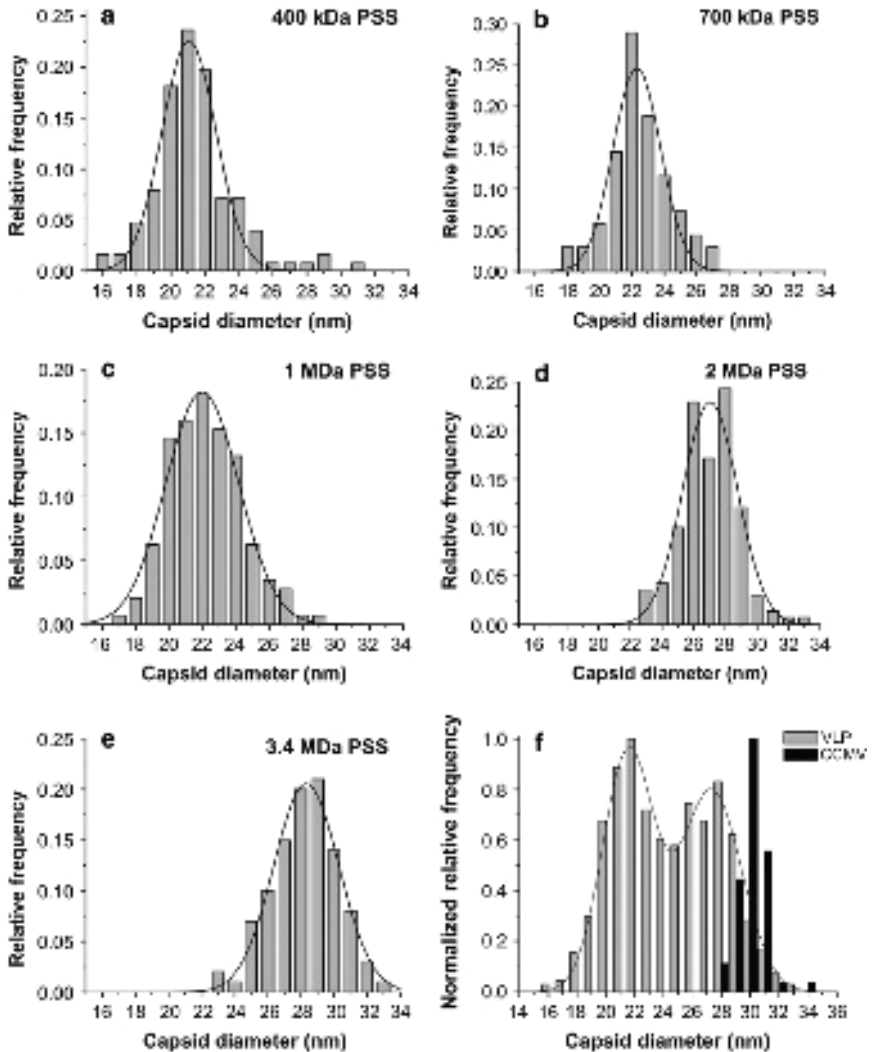 a 400 kDa PSS
Relative frequency
0.25
0.20
0.15
0.10
0.05
0.00
16 18 20 22 24 26 28 30 32 34
Capsid diameter (nm)
b 700 kDa PSS
Relative frequency
0.30
0.25
0.20
0.15
0.10
0.05
0.00
16 18 20 22 24 26 28 30 32 34
Capsid diameter (nm)
c 1 MDa PSS
Relative frequency
0.20
0.15
0.10
0.05
0.00
16 18 20 22 24 26 28 30 32 34
Capsid diameter (nm)
d 2 MDa PSS
Relative frequency
0.25
0.20
0.15
0.10
0.05
0.00
16 18 20 22 24 26 28 30 32 34
Capsid diameter (nm)
e 3.4 MDa PSS
Relative frequency
0.25
0.20
0.15
0.10
0.05
0.00
16 18 20 22 24 26 28 30 32 34
Capsid diameter (nm)
f
VLP
CCMV
Normalized relative frequency
1.0
0.8
0.6
0.4
0.2
0.0
14 16 18 20 22 24 26 28 30 32 34 36
Capsid diameter (nm)